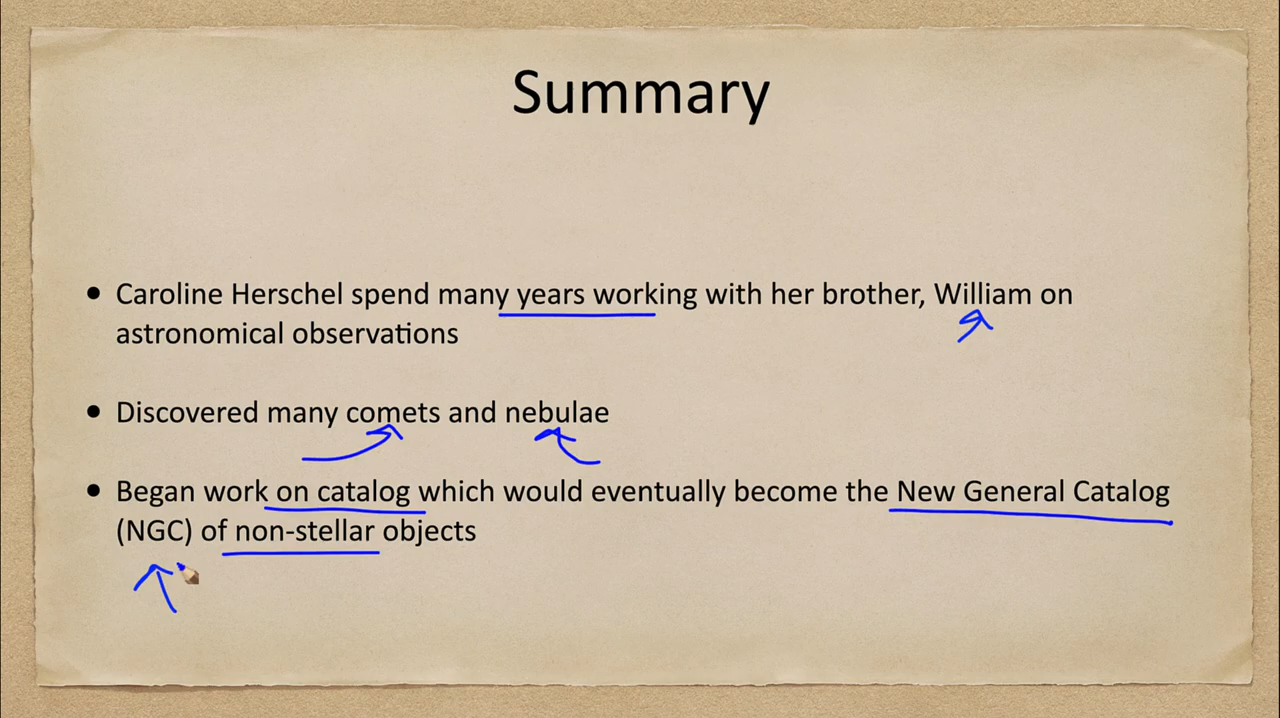 Summary
• Caroline Herschel spend many years working with her brother, William on
astronomical observations
• Discovered many comets and nebulae
• Began work on catalog which would eventually become the New General Catalog
(NGC) of non-stellar objects